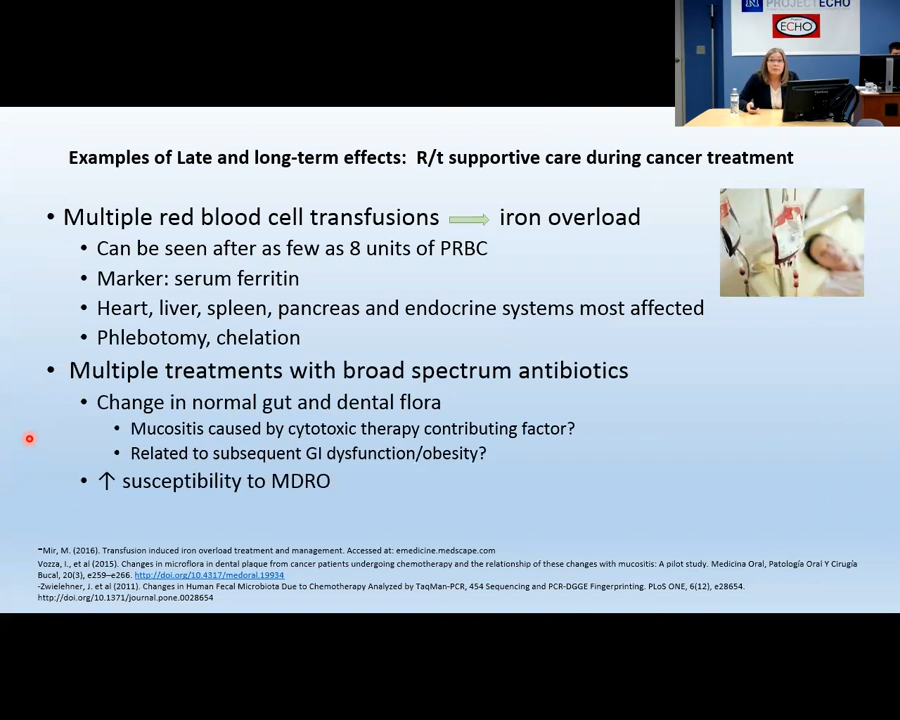 N PROJECT ECHO
ECHO
Examples of Late and long-term effects: R/t supportive care during cancer treatment
• Multiple red blood cell transfusions iron overload
• Can be seen after as few as 8 units of PRBC
• Marker: serum ferritin
• Heart, liver, spleen, pancreas and endocrine systems most affected
• Phlebotomy, chelation
• Multiple treatments with broad spectrum antibiotics
• Change in normal gut and dental flora
• Mucositis caused by cytotoxic therapy contributing factor?
• Related to subsequent GI dysfunction/obesity?
• ↑ susceptibility to MDRO
-Mir, M. (2016). Transfusion induced iron overload treatment and management. Accessed at: emedicine.medscape.com
Vozza, I., et al (2015). Changes in microflora in dental plaque from cancer patients undergoing chemotherapy and the relationship of these changes with mucositis: A pilot study. Medicina Oral, Patología Oral Y Cirugía
Bucal, 20(3), e259–e266. http://doi.org/10.4317/medoral.19934
-Zwielehner, J. et al (2011). Changes in Human Fecal Microbiota Due to Chemotherapy Analyzed by TaqMan-PCR, 454 Sequencing and PCR-DGGE Fingerprinting. PLoS ONE, 6(12), e28654.
http://doi.org/10.1371/journal.pone.0028654